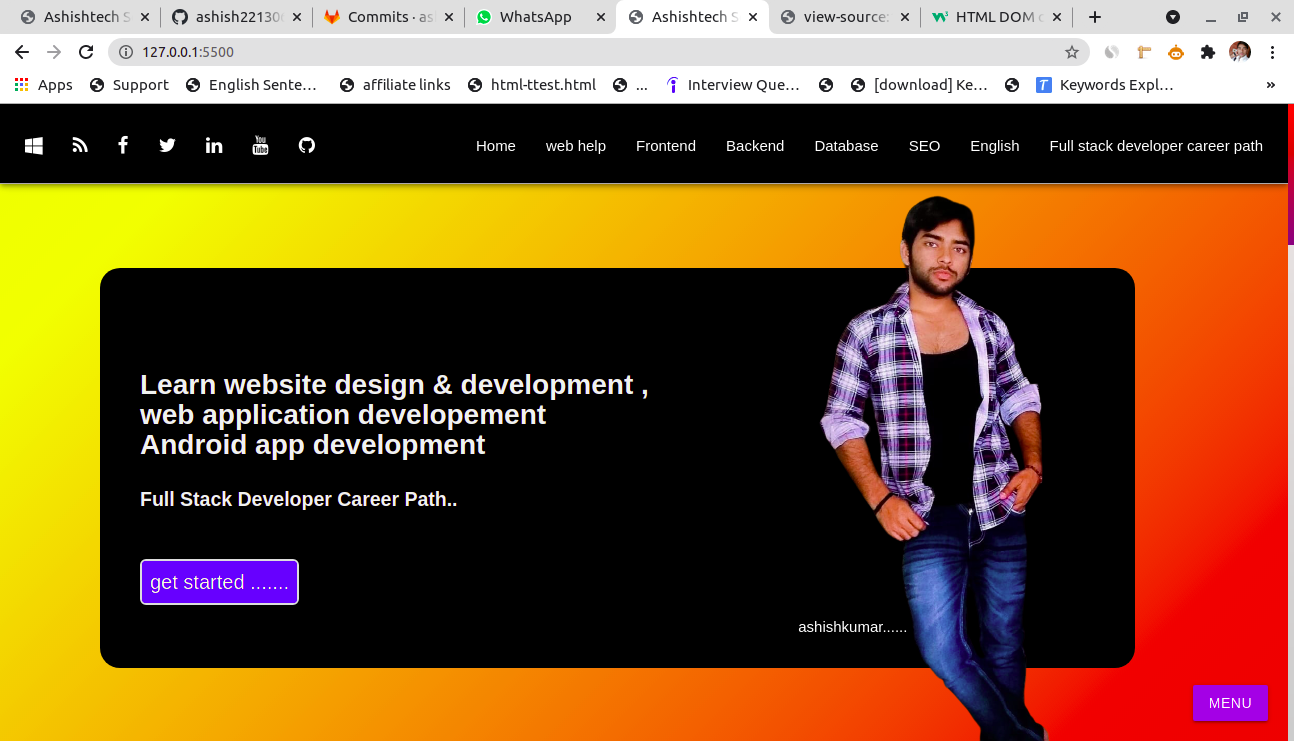 Ashishtech S
ashish22130
Commits · as
WhatsApp
Ashishtech S
view-source:
HTML DOM
127.0.0.1:5500
Apps
Support
English Sente...
affiliate links
html-ttest.html
...
Interview Que...
[download] Ke...
Keywords Expl...
»
You Tube
Home
web help
Frontend
Backend
Database
SEO
English
Full stack developer career path
Learn website design & development ,
web application developement
Android app development
Full Stack Developer Career Path..
get started .......
ashishkumar......
MENU